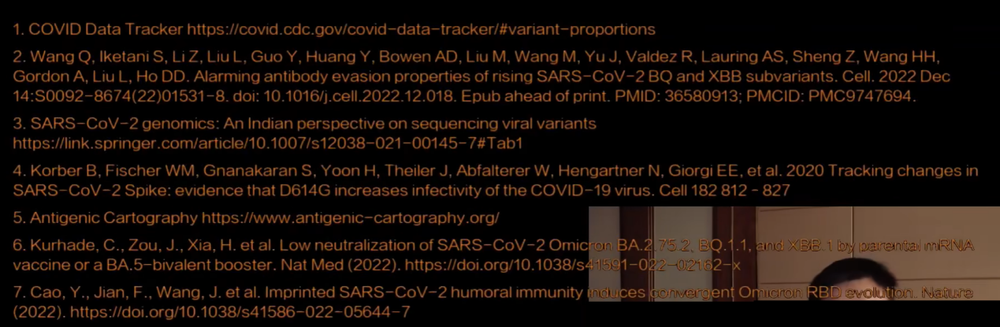 1. COVID Data Tracker https://covid.cdc.gov/covid-data-tracker/#variant-proportions
2. Wang Q, Iketani S, Li Z, Liu L, Guo Y, Huang Y, Bowen AD, Liu M, Wang M, Yu J, Valdez R, Lauring AS, Sheng Z, Wang HH,
Gordon A, Liu L, Ho DD. Alarming antibody evasion properties of rising SARS-CoV-2 BQ and XBB subvariants. Cell. 2022 Dec
14:S0092-8674(22)01531-8. doi: 10.1016/j.cell.2022.12.018. Epub ahead of print. PMID: 36580913; PMCID: PMC9747694.
3. SARS-CoV-2 genomics: An Indian perspective on sequencing viral variants
https://link.springer.com/article/10.1007/s12038-021-00145-7#Tab1
4. Korber B, Fischer WM, Gnanakaran S, Yoon H, Theiler J, Abfalterer W, Hengartner N, Giorgi EE, et al. 2020 Tracking changes in
SARS-CoV-2 Spike: evidence that D614G increases infectivity of the COVID-19 virus. Cell 182 812 - 827
5. Antigenic Cartography https://www.antigenic-cartography.org/
6. Kurhade, C., Zou, J., Xia, H. et al. Low neutralization of SARS-CoV-2 Omicron BA.2.75.2, BQ.1.1, and XBB.1 by parental mRNA
vaccine or a BA.5-bivalent booster. Nat Med (2022). https://doi.org/10.1038/s41591-022-02162-x
7. Cao, Y., Jian, F., Wang, J. et al. Imprinted SARS-CoV-2 humoral immunity induces convergent Omicron RBD evolution. Nature
(2022). https://doi.org/10.1038/s41586-022-05644-7